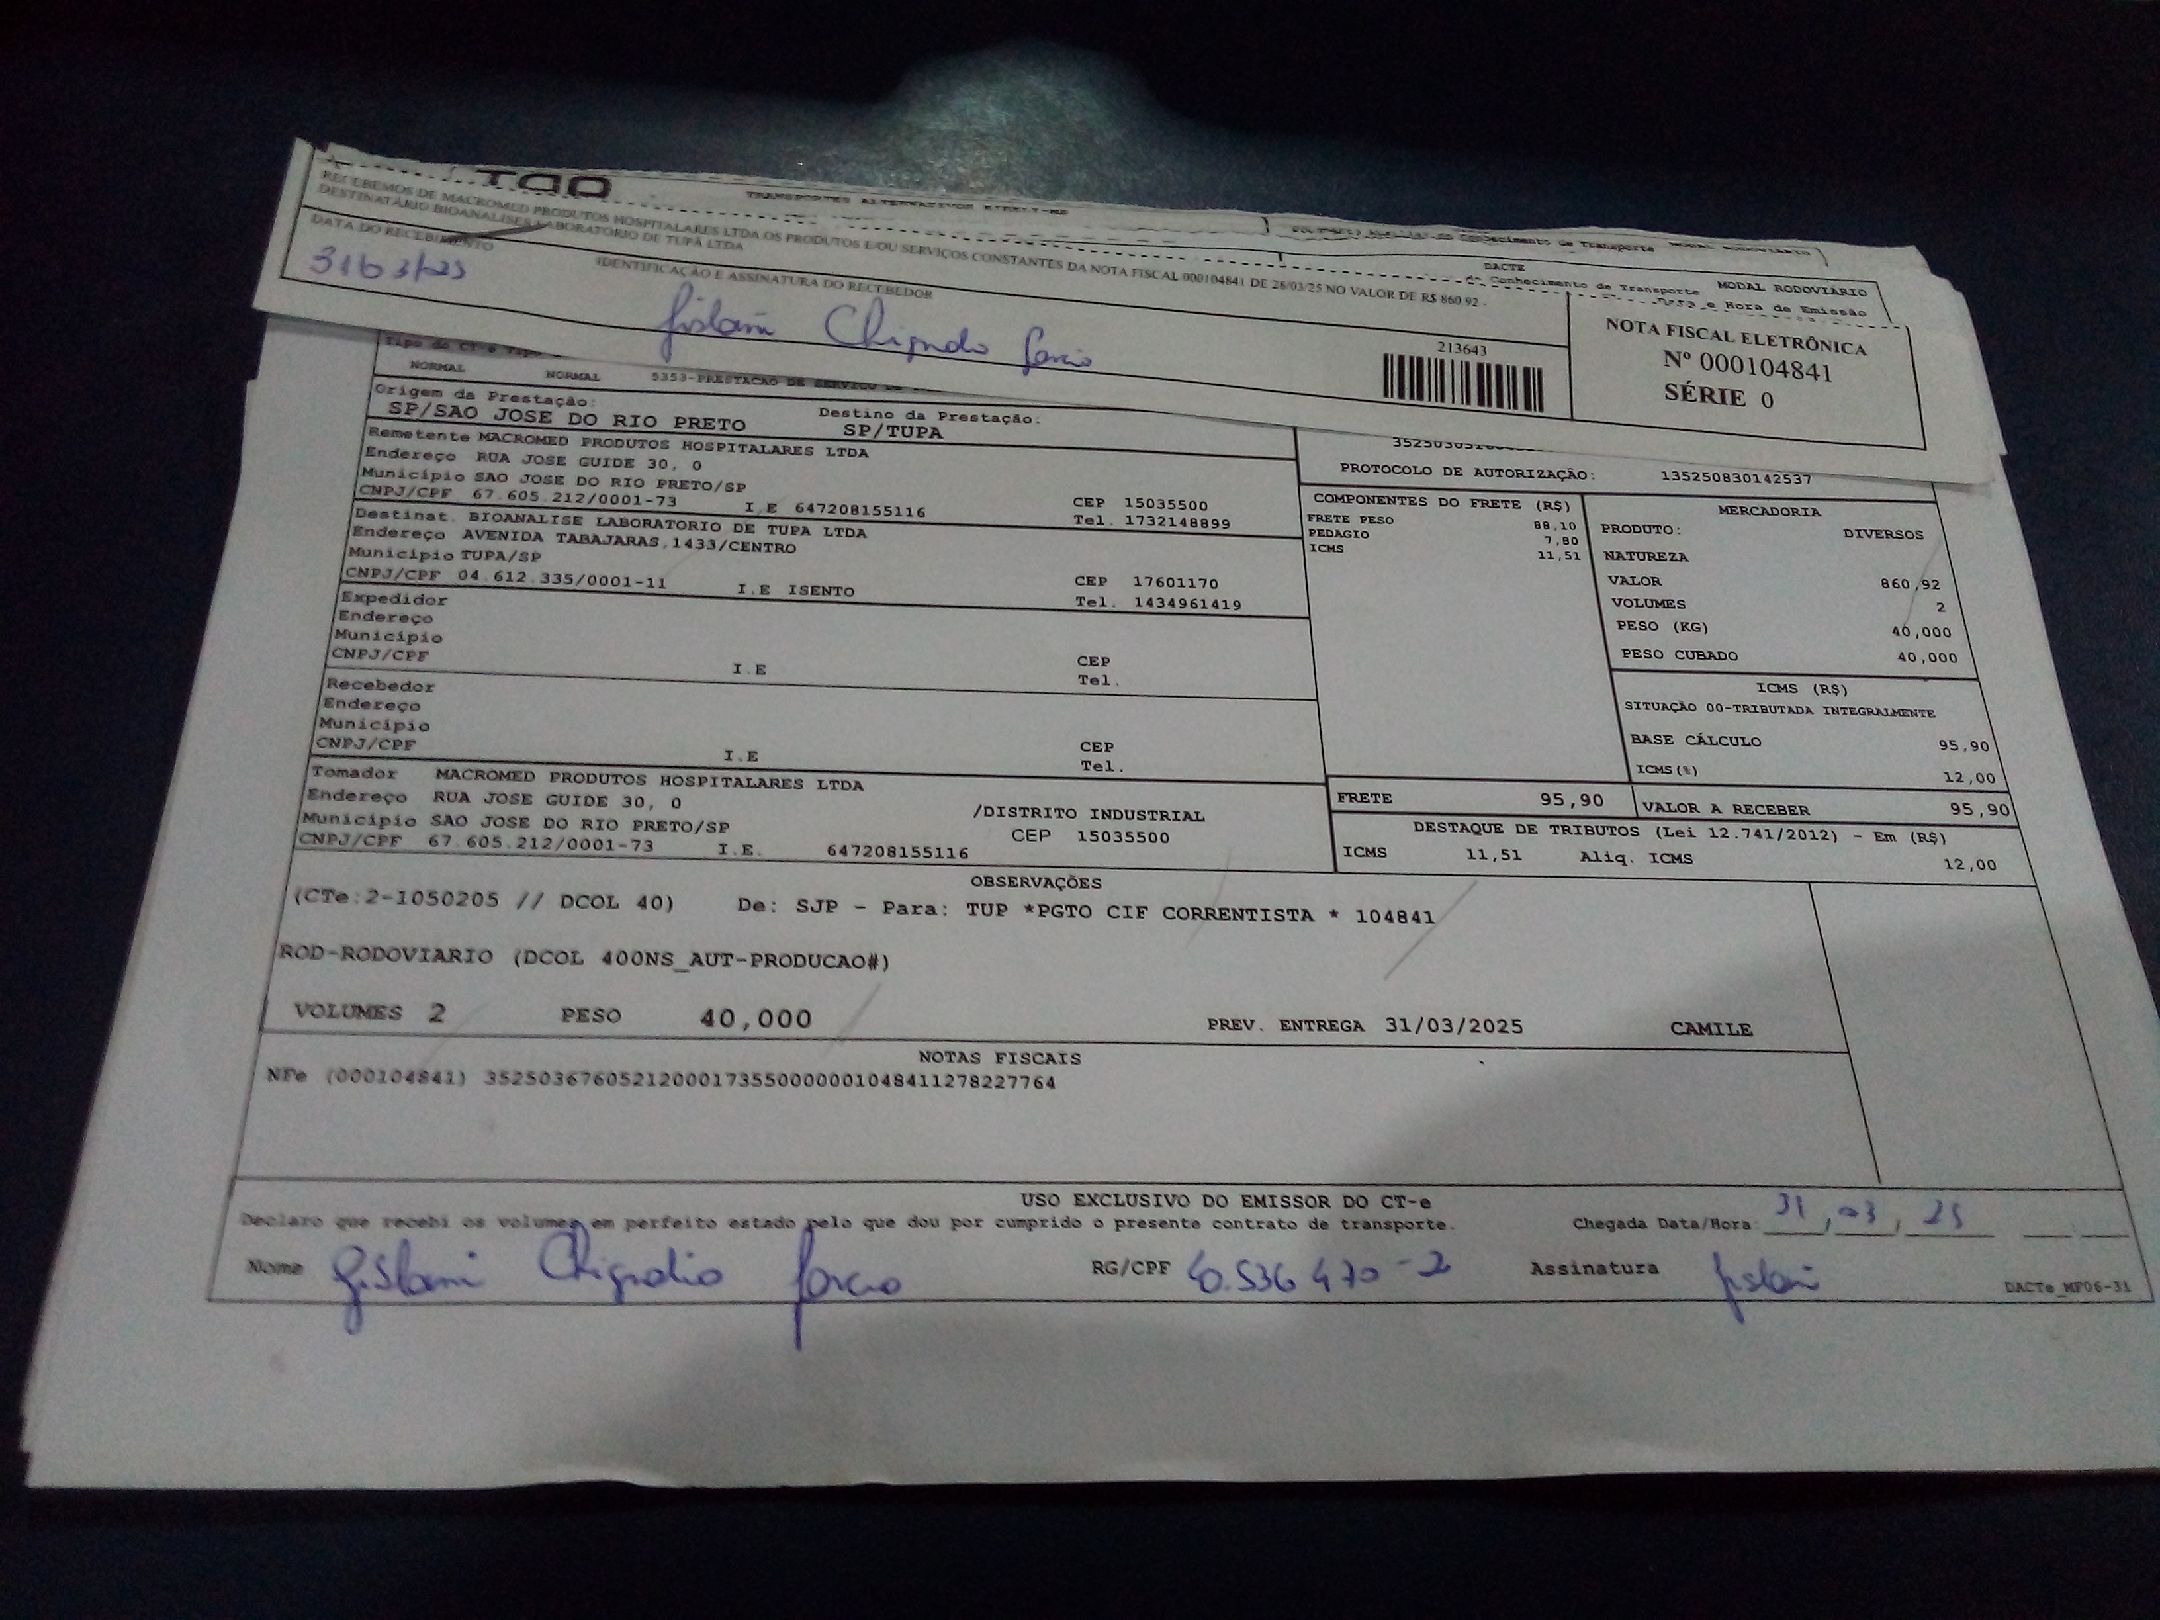 TRANSPORTES ALTERNATIVOS
RECEBEMOS DE MACROMED PRODUTOS HOSPITALARES LTDA OS PRODUTOS E/OU SERVIÇOS CONSTANTES DA NOTA FISCAL 000104841 DE 28/03/25 NO VALOR DE R$ 860.92 -
DESTINATÁRIO BIOANALISES LABORATORIO DE TUPÃ LTDA
DATA DO RECEBIMENTO
IDENTIFICAÇÃO E ASSINATURA DO RECEBEDOR
213643
DACTE
Conhecimento de Transporte MODAL RODOVIÁRIO
e Hora de Emissão
NOTA FISCAL ELETRÔNICA
Nº 000104841
SÉRIE 0
NORMAL NORMAL 5353-PRESTACAO DE SERVICO
Origem da Prestação: Destino da Prestação:
SP/SAO JOSE DO RIO PRETO SP/TUPA
Remetente MACROMED PRODUTOS HOSPITALARES LTDA
Endereço RUA JOSE GUIDE 30, 0
Município SAO JOSE DO RIO PRETO/SP CEP 15035500
CNPJ/CPF 67.605.212/0001-73 I.E 647208155116 Tel. 1732148899
Destinat. BIOANALISE LABORATORIO DE TUPA LTDA
Endereço AVENIDA TABAJARAS,1433/CENTRO
Município TUPA/SP CEP 17601170
CNPJ/CPF 04.612.335/0001-11 I.E ISENTO Tel. 1434961419
Expedidor
Endereço
Município CEP
CNPJ/CPF I.E Tel.
Recebedor
Endereço
Município CEP
CNPJ/CPF I.E Tel.
Tomador MACROMED PRODUTOS HOSPITALARES LTDA
Endereço RUA JOSE GUIDE 30, 0 /DISTRITO INDUSTRIAL
Município SAO JOSE DO RIO PRETO/SP CEP 15035500
CNPJ/CPF 67.605.212/0001-73 I.E. 647208155116
PROTOCOLO DE AUTORIZAÇÃO: 135250830142537
COMPONENTES DO FRETE (R$)
FRETE PESO 88,10
PEDAGIO 7,80
ICMS 11,51
MERCADORIA
PRODUTO: DIVERSOS
NATUREZA
VALOR 860,92
VOLUMES 2
PESO (KG) 40,000
PESO CUBADO 40,000
ICMS (R$)
SITUAÇÃO 00-TRIBUTADA INTEGRALMENTE
BASE CÁLCULO 95,90
ICMS(%) 12,00
FRETE 95,90 VALOR A RECEBER 95,90
DESTAQUE DE TRIBUTOS (Lei 12.741/2012) - Em (R$)
ICMS 11,51 Aliq. ICMS 12,00
OBSERVAÇÕES
(CTe:2-1050205 // DCOL 40) De: SJP - Para: TUP *PGTO CIF CORRENTISTA * 104841
ROD-RODOVIARIO (DCOL 400NS_AUT-PRODUCAO#)
VOLUMES 2 PESO 40,000 PREV. ENTREGA 31/03/2025 CAMILE
NOTAS FISCAIS
NFe (000104841) 35250367605212000173550000001048411278227764
USO EXCLUSIVO DO EMISSOR DO CT-e
Declaro que recebi os volumes em perfeito estado pelo que dou por cumprido o presente contrato de transporte. Chegada Data/Hora 31 03 25
Nome RG/CPF 40.536 470-2 Assinatura
DACTe_MF06-31